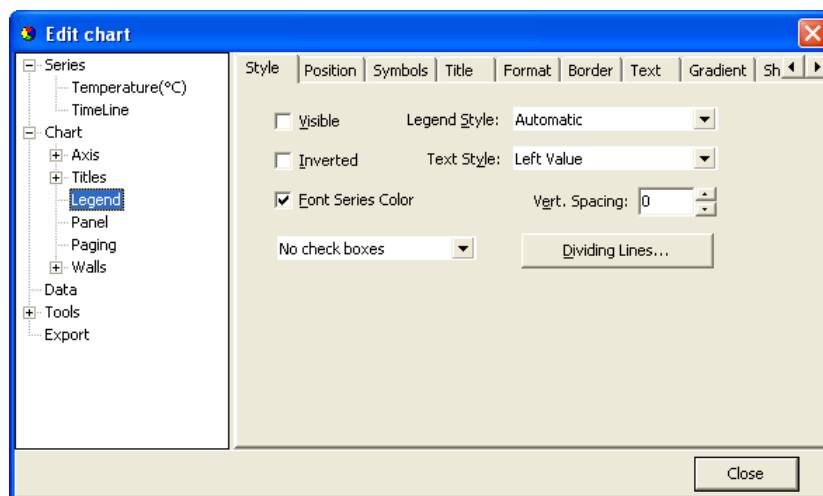 Edit chart
Series
Temperature(°C)
TimeLine
Chart
Axis
Titles
Legend
Panel
Paging
Walls
Data
Tools
Export
Style Position Symbols Title Format Border Text Gradient Sh
Visible Legend Style: Automatic
Inverted Text Style: Left Value
Font Series Color Vert. Spacing: 0
No check boxes Dividing Lines...
Close